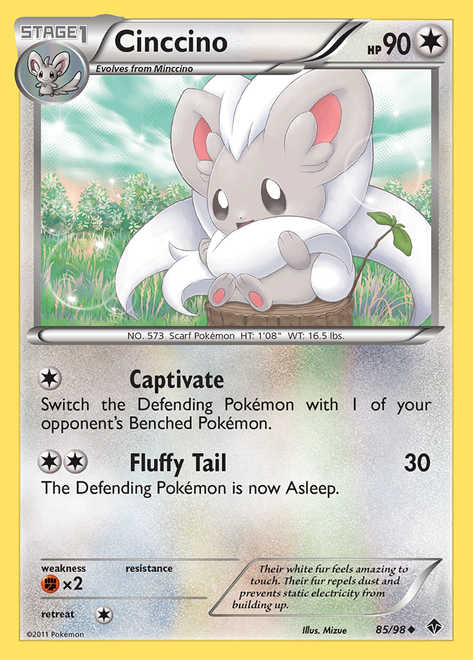 STAGE1
Cinccino
HP 90
Evolves from Minccino
NO. 573 Scarf Pokémon HT: 1'08" WT: 16.5 lbs.
Captivate
Switch the Defending Pokémon with 1 of your
opponent's Benched Pokémon.
Fluffy Tail 30
The Defending Pokémon is now Asleep.
weakness resistance
×2
retreat
Their white fur feels amazing to
touch. Their fur repels dust and
prevents static electricity from
building up.
©2011 Pokémon
Illus. Mizue
85/98